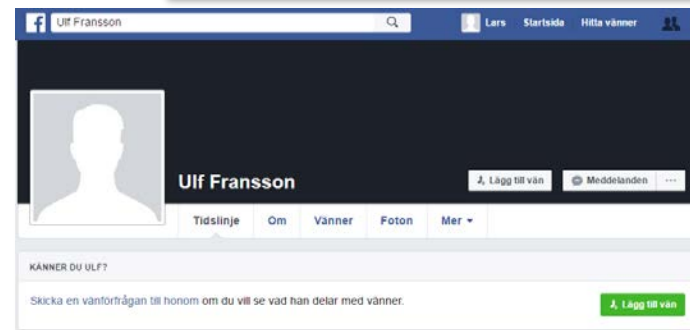 f Ulf Fransson Lars Startsida Hitta vänner
Ulf Fransson
Lägg till vän Meddelanden ...
Tidslinje Om Vänner Foton Mer
KÄNNER DU ULF?
Skicka en vänförfrågan till honom om du vill se vad han delar med vänner.
Lägg till vän